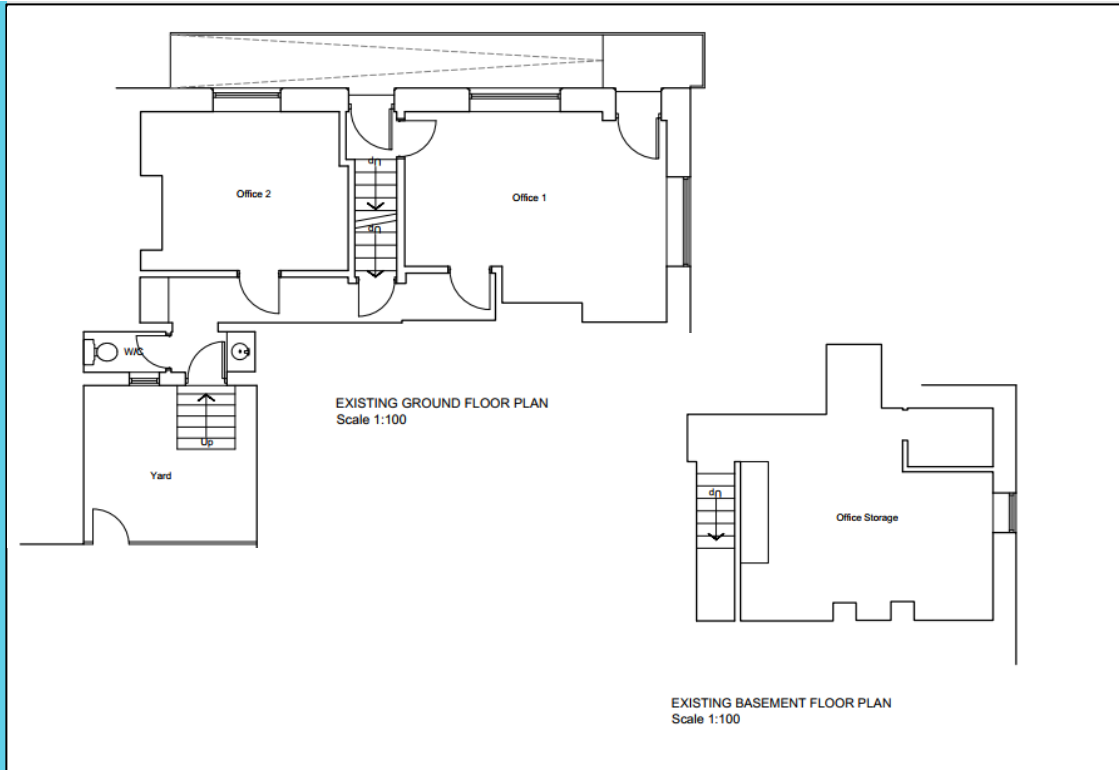 Up
Office 2
Office 1
Up
W/C
EXISTING GROUND FLOOR PLAN
Scale 1:100
Up
Yard
Up
Office Storage
EXISTING BASEMENT FLOOR PLAN
Scale 1:100